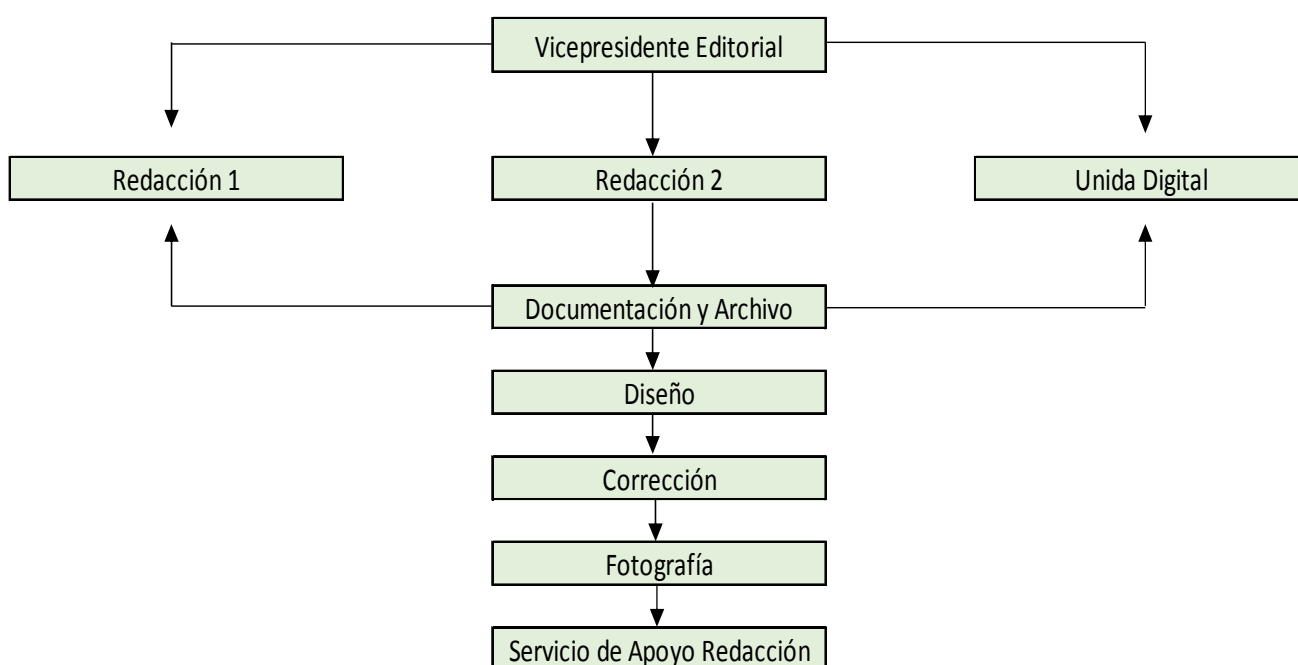 Vicepresidente Editorial
Redacción 1
Redacción 2
Unida Digital
Documentación y Archivo
Diseño
Corrección
Fotografía
Servicio de Apoyo Redacción